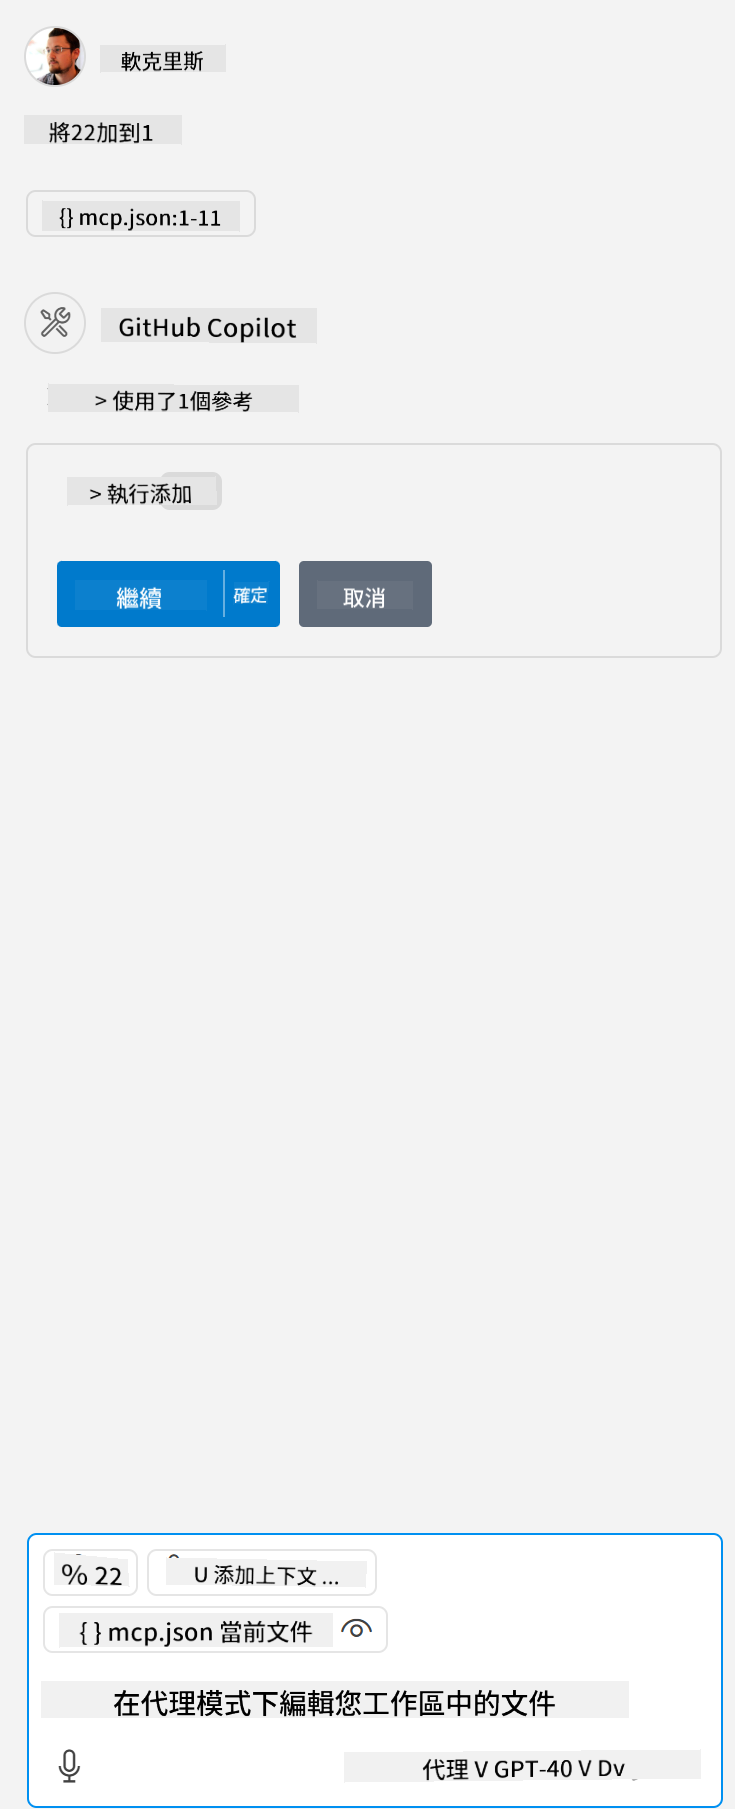 軟克里斯
將22加到1
{} mcp.json:1-11
GitHub Copilot
> 使用了1個參考
> 執行添加
繼續 確定 取消
% 22 U 添加上下文 ...
{ } mcp.json 當前文件
在代理模式下編輯您工作區中的文件
代理 V GPT-40 V Dv